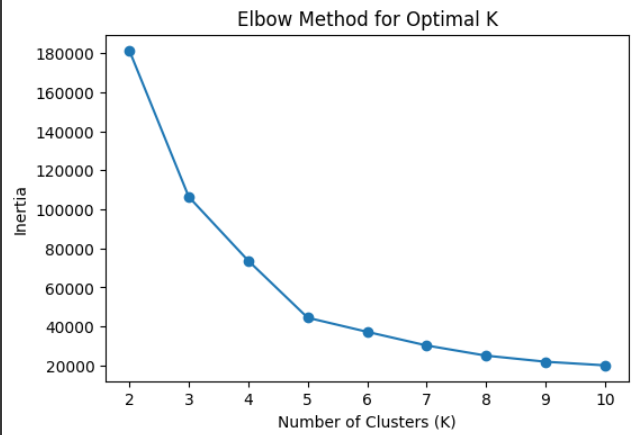 Elbow Method for Optimal K
180000
160000
140000
120000
100000
80000
60000
40000
20000
Inertia
2 3 4 5 6 7 8 9 10
Number of Clusters (K)